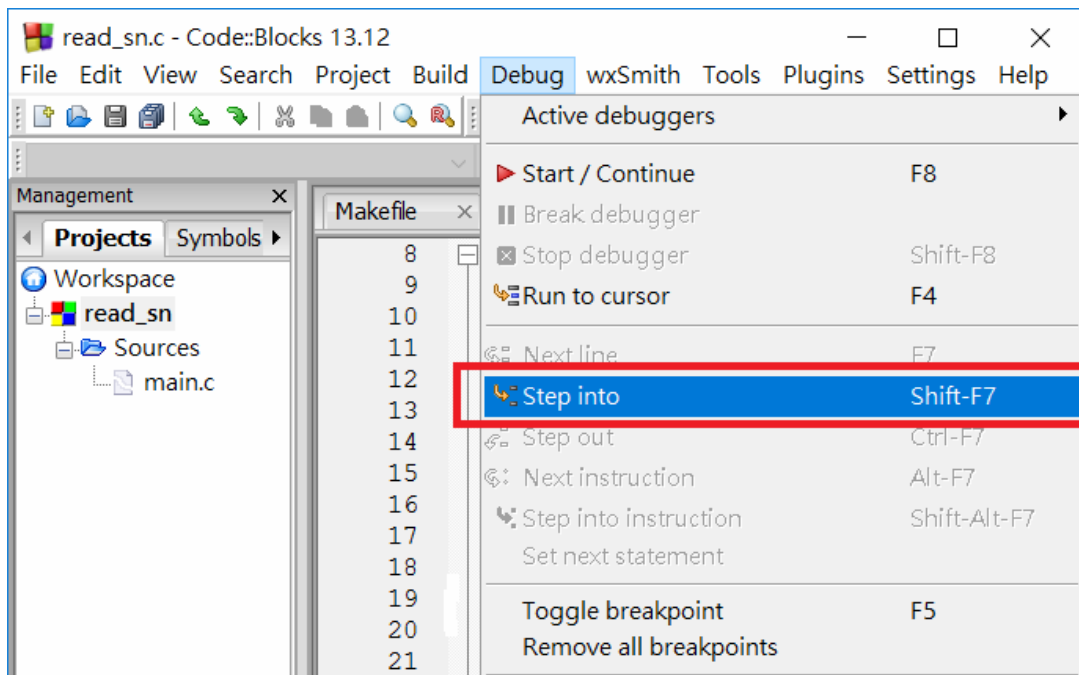 read_sn.c - Code::Blocks 13.12
File Edit View Search Project Build Debug wxSmith Tools Plugins Settings Help
Active debuggers
Start / Continue F8
Break debugger
Stop debugger Shift-F8
Run to cursor F4
Next line F7
Step into Shift-F7
Step out Ctrl-F7
Next instruction Alt-F7
Step into instruction Shift-Alt-F7
Set next statement
Toggle breakpoint F5
Remove all breakpoints
Management
Projects Symbols
Workspace
read_sn
Sources
main.c
Makefile
8
9
10
11
12
13
14
15
16
17
18
19
20
21